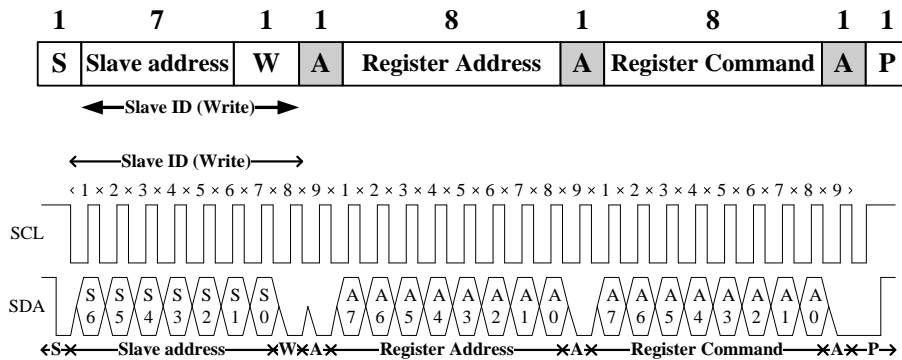 1 7 1 1 8 1 8 1 1
S Slave address W A Register Address A Register Command A P
Slave ID (Write)
Slave ID (Write)
1 2 3 4 5 6 7 8 9 1 2 3 4 5 6 7 8 9 1 2 3 4 5 6 7 8 9
SCL
SDA
S S S S S S S A A A A A A A A A A A A A A A A
6 5 4 3 2 1 0 7 6 5 4 3 2 1 0 7 6 5 4 3 2 1 0
S Slave address W A Register Address A Register Command A P